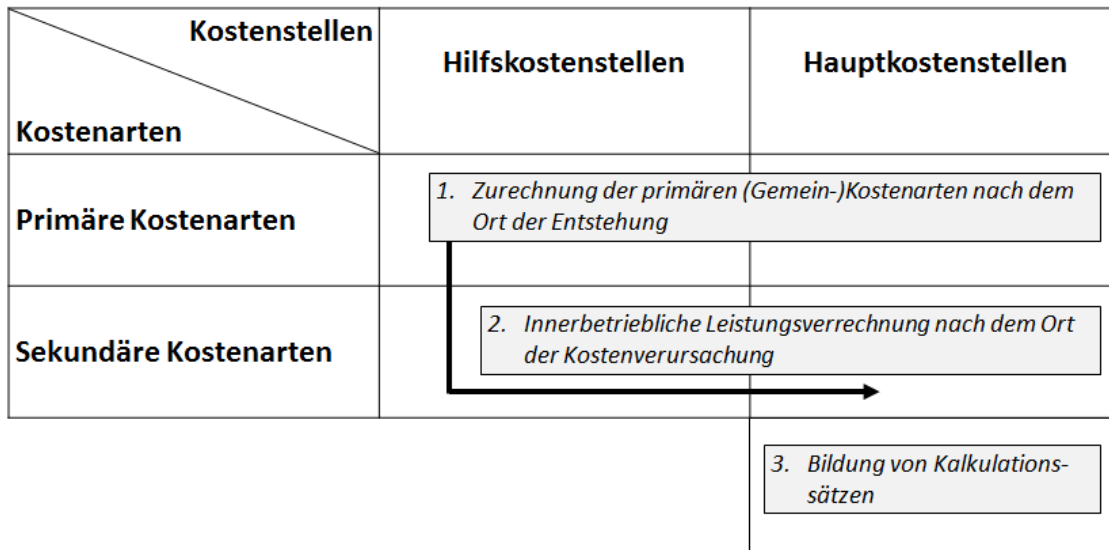 Kostenstellen
Kostenarten
Hilfskostenstellen
Hauptkostenstellen
Primäre Kostenarten
1. Zurechnung der primären (Gemein-)Kostenarten nach dem
Ort der Entstehung
Sekundäre Kostenarten
2. Innerbetriebliche Leistungsverrechnung nach dem Ort
der Kostenverursachung
3. Bildung von Kalkulations-
sätzen